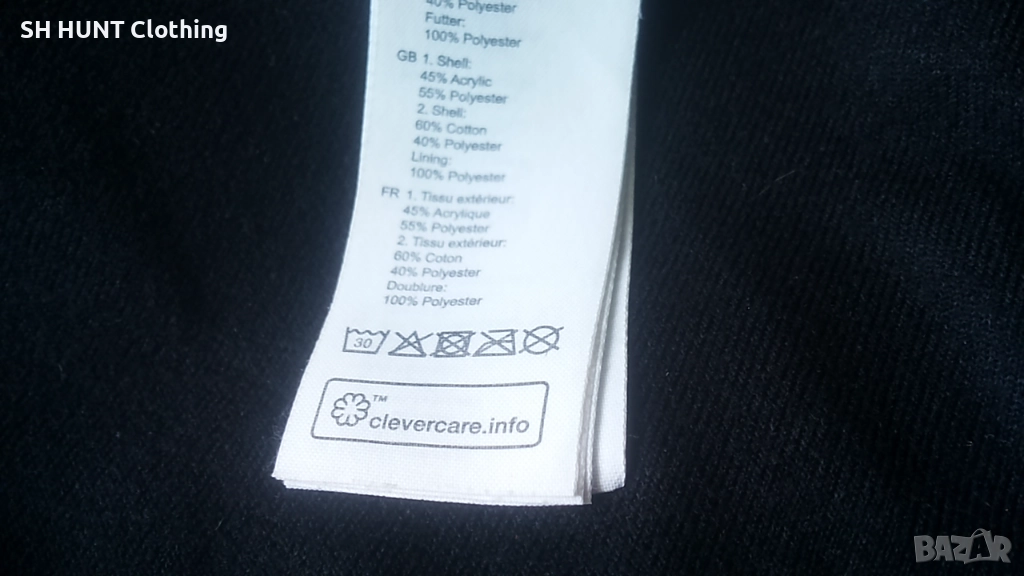 SH HUNT Clothing
40% Polyester
Futter:
100% Polyester
GB 1. Shell:
45% Acrylic
55% Polyester
2. Shell:
60% Cotton
40% Polyester
Lining:
100% Polyester
FR 1. Tissu extérieur:
45% Acrylique
55% Polyester
2. Tissu extérieur:
60% Coton
40% Polyester
Doublure:
100% Polyester
30
™
clevercare.info
BAZAR